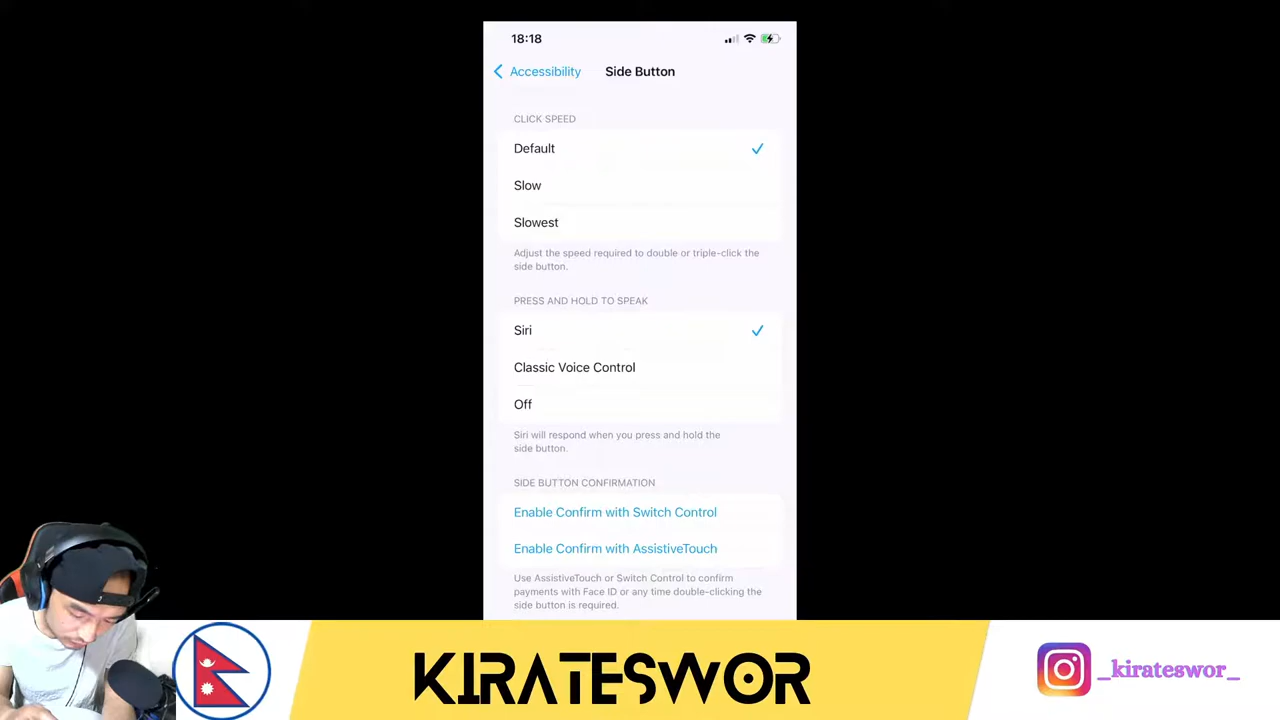 18:18
Accessibility
Side Button
CLICK SPEED
Default
Slow
Slowest
Adjust the speed required to double or triple-click the
side button.
PRESS AND HOLD TO SPEAK
Siri
Classic Voice Control
Off
Siri will respond when you press and hold the
side button.
SIDE BUTTON CONFIRMATION
Enable Confirm with Switch Control
Enable Confirm with AssistiveTouch
Use AssistiveTouch or Switch Control to confirm
payments with Face ID or any time double-clicking the
side button is required.
KIRATESWOR
_kirateswor_